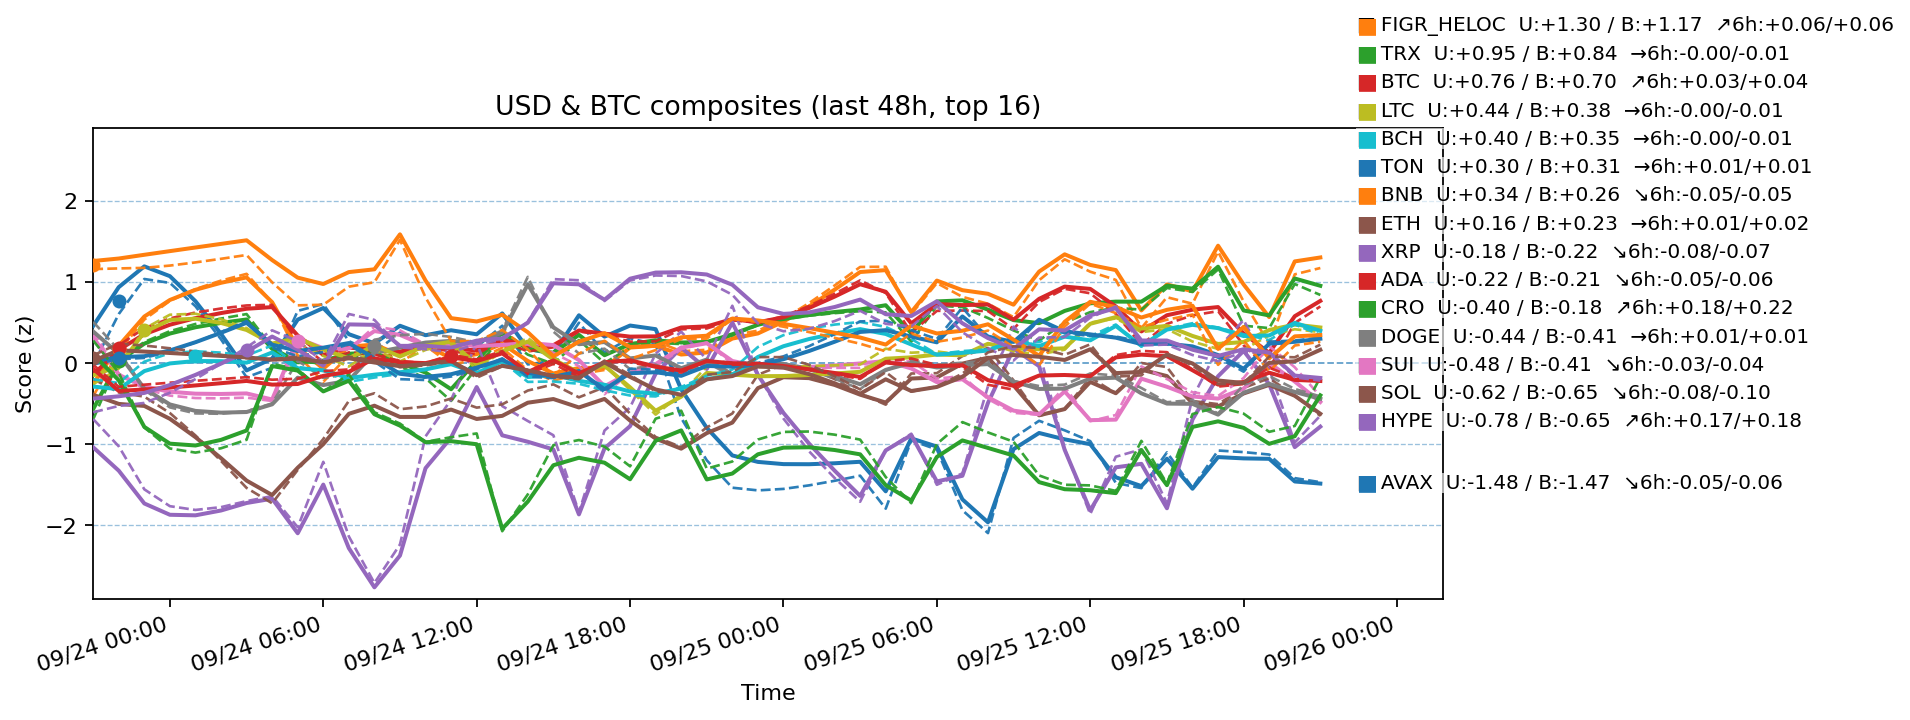 FIGR_HELOC  U:+1.30 / B:+1.17  ↗6h:+0.06/+0.06
TRX  U:+0.95 / B:+0.84  →6h:-0.00/-0.01
BTC  U:+0.76 / B:+0.70  ↗6h:+0.03/+0.04
USD & BTC composites (last 48h, top 16)
LTC  U:+0.44 / B:+0.38  →6h:-0.00/-0.01
BCH  U:+0.40 / B:+0.35  →6h:-0.00/-0.01
TON  U:+0.30 / B:+0.31  →6h:+0.01/+0.01
BNB  U:+0.34 / B:+0.26  ↘6h:-0.05/-0.05
ETH  U:+0.16 / B:+0.23  →6h:+0.01/+0.02
XRP  U:-0.18 / B:-0.22  ↘6h:-0.08/-0.07
ADA  U:-0.22 / B:-0.21  ↘6h:-0.05/-0.06
CRO  U:-0.40 / B:-0.18  ↗6h:+0.18/+0.22
DOGE  U:-0.44 / B:-0.41  →6h:+0.01/+0.01
SUI  U:-0.48 / B:-0.41  ↘6h:-0.03/-0.04
SOL  U:-0.62 / B:-0.65  ↘6h:-0.08/-0.10
HYPE  U:-0.78 / B:-0.65  ↗6h:+0.17/+0.18
AVAX  U:-1.48 / B:-1.47  ↘6h:-0.05/-0.06
Score (z)
2
1
0
−1
−2
09/24 00:00
09/24 06:00
09/24 12:00
09/24 18:00
09/25 00:00
09/25 06:00
09/25 12:00
09/25 18:00
09/26 00:00
Time